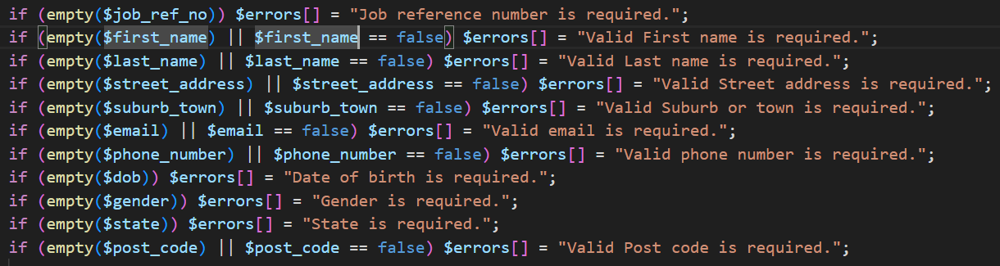 if (empty($job_ref_no)) $errors[] = "Job reference number is required.";
if (empty($first_name) || $first_name == false) $errors[] = "Valid First name is required.";
if (empty($last_name) || $last_name == false) $errors[] = "Valid Last name is required.";
if (empty($street_address) || $street_address == false) $errors[] = "Valid Street address is required.";
if (empty($suburb_town) || $suburb_town == false) $errors[] = "Valid Suburb or town is required.";
if (empty($email) || $email == false) $errors[] = "Valid email is required.";
if (empty($phone_number) || $phone_number == false) $errors[] = "Valid phone number is required.";
if (empty($dob)) $errors[] = "Date of birth is required.";
if (empty($gender)) $errors[] = "Gender is required.";
if (empty($state)) $errors[] = "State is required.";
if (empty($post_code) || $post_code == false) $errors[] = "Valid Post code is required.";